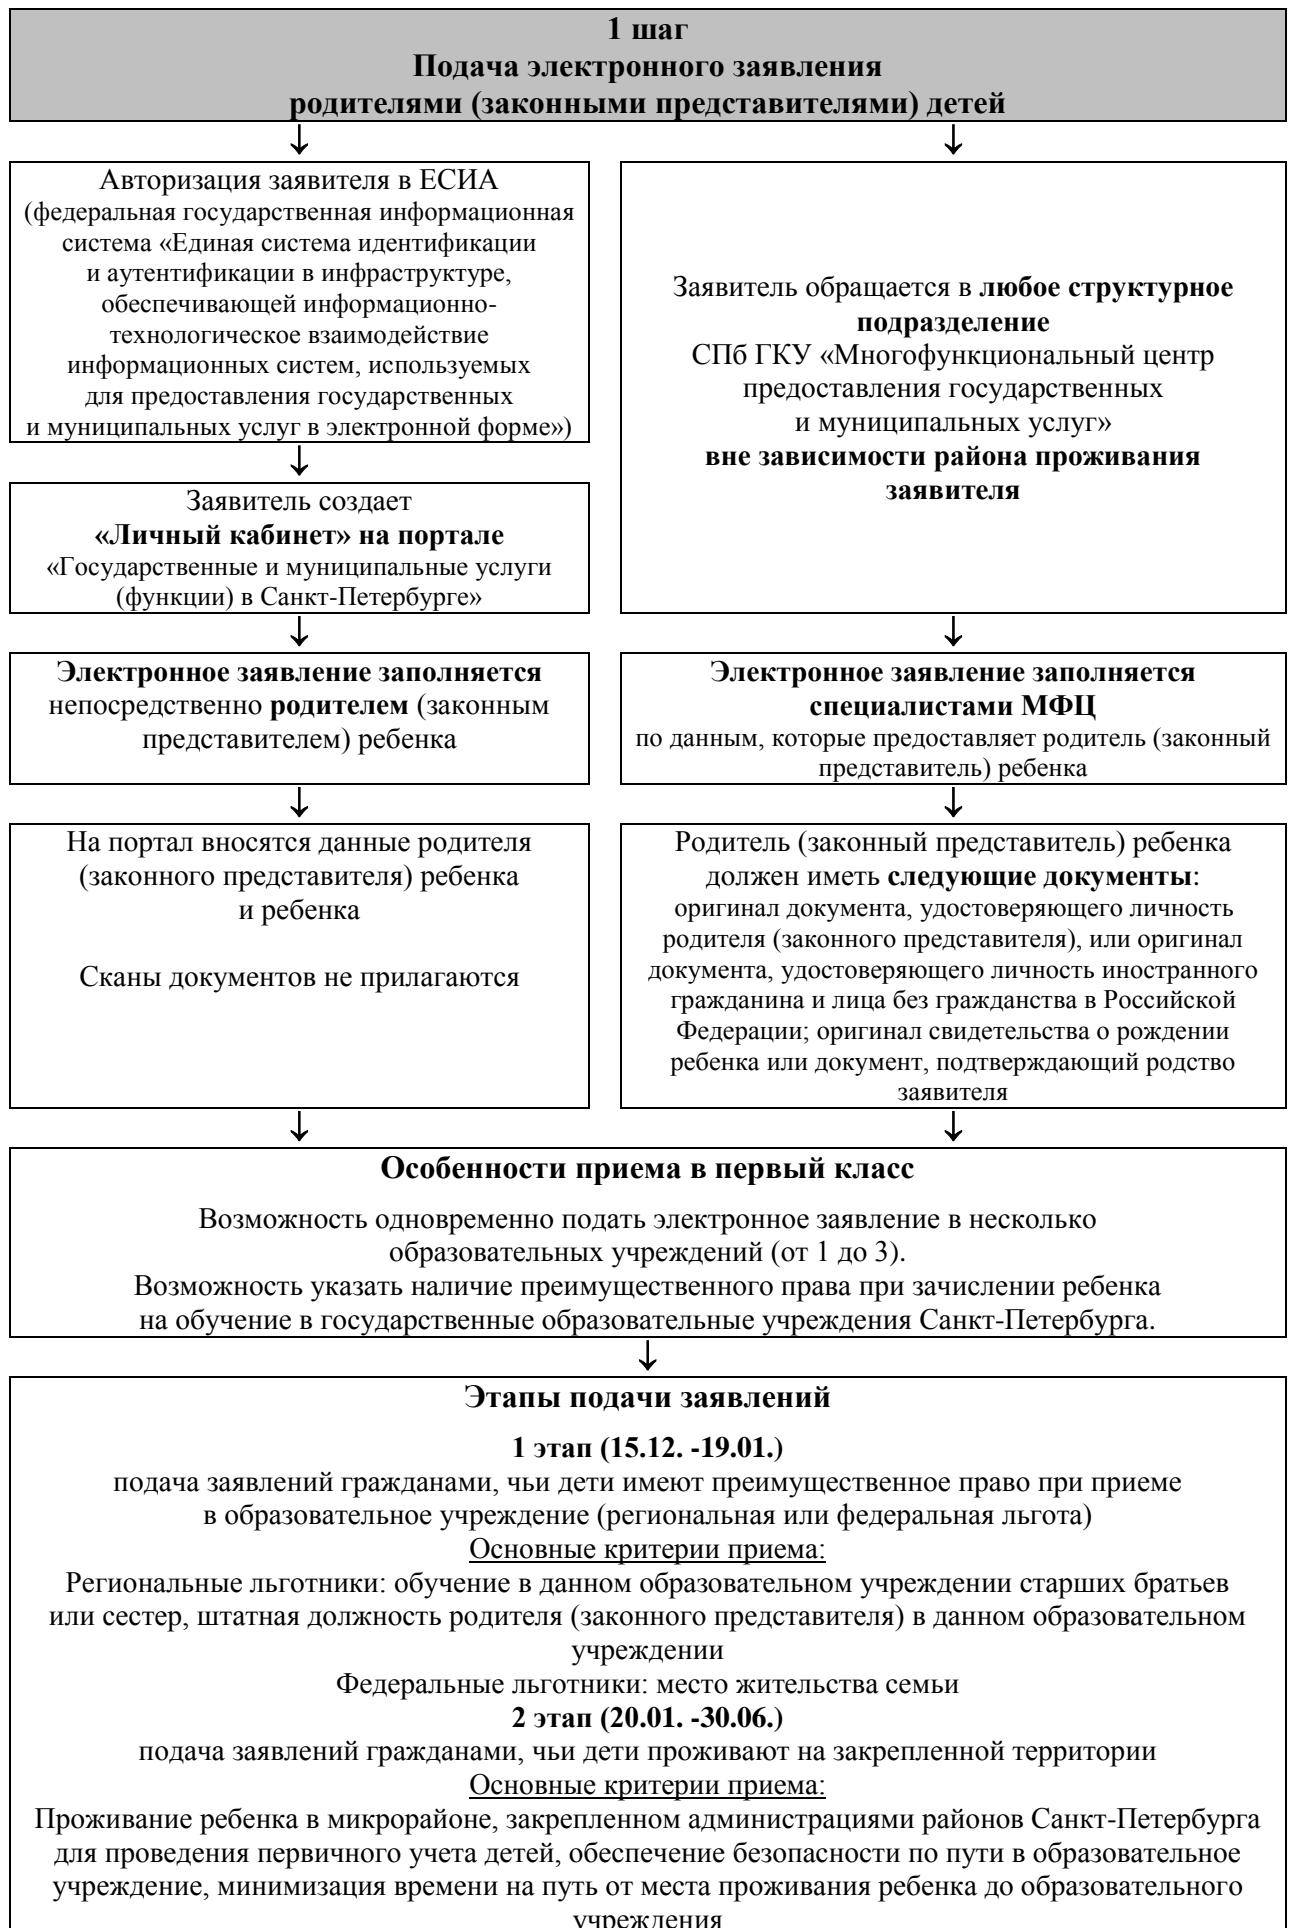 1 шаг
Подача электронного заявления
родителями (законными представителями) детей
↓
↓
Авторизация заявителя в ЕСИА
(федеральная государственная информационная
система «Единая система идентификации
и аутентификации в инфраструктуре,
обеспечивающей информационно-
технологическое взаимодействие
информационных систем, используемых
для предоставления государственных
и муниципальных услуг в электронной форме»)
↓
Заявитель создает
«Личный кабинет» на портале
«Государственные и муниципальные услуги
(функции) в Санкт-Петербурге»
↓
Электронное заявление заполняется
непосредственно родителем (законным
представителем) ребенка
↓
На портал вносятся данные родителя
(законного представителя) ребенка
и ребенка
Сканы документов не прилагаются
↓
Заявитель обращается в любое структурное
подразделение
СПб ГКУ «Многофункциональный центр
предоставления государственных
и муниципальных услуг»
вне зависимости района проживания
заявителя
↓
Электронное заявление заполняется
специалистами МФЦ
по данным, которые предоставляет родитель (законный
представитель) ребенка
↓
Родитель (законный представитель) ребенка
должен иметь следующие документы:
оригинал документа, удостоверяющего личность
родителя (законного представителя), или оригинал
документа, удостоверяющего личность иностранного
гражданина и лица без гражданства в Российской
Федерации; оригинал свидетельства о рождении
ребенка или документ, подтверждающий родство
заявителя
↓
Особенности приема в первый класс
Возможность одновременно подать электронное заявление в несколько
образовательных учреждений (от 1 до 3).
Возможность указать наличие преимущественного права при зачислении ребенка
на обучение в государственные образовательные учреждения Санкт-Петербурга.
↓
Этапы подачи заявлений
1 этап (15.12. -19.01.)
подача заявлений гражданами, чьи дети имеют преимущественное право при приеме
в образовательное учреждение (региональная или федеральная льгота)
Основные критерии приема:
Региональные льготники: обучение в данном образовательном учреждении старших братьев
или сестер, штатная должность родителя (законного представителя) в данном образовательном
учреждении
Федеральные льготники: место жительства семьи
2 этап (20.01. -30.06.)
подача заявлений гражданами, чьи дети проживают на закрепленной территории
Основные критерии приема:
Проживание ребенка в микрорайоне, закрепленном администрациями районов Санкт-Петербурга
для проведения первичного учета детей, обеспечение безопасности по пути в образовательное
учреждение, минимизация времени на путь от места проживания ребенка до образовательного
учреждения